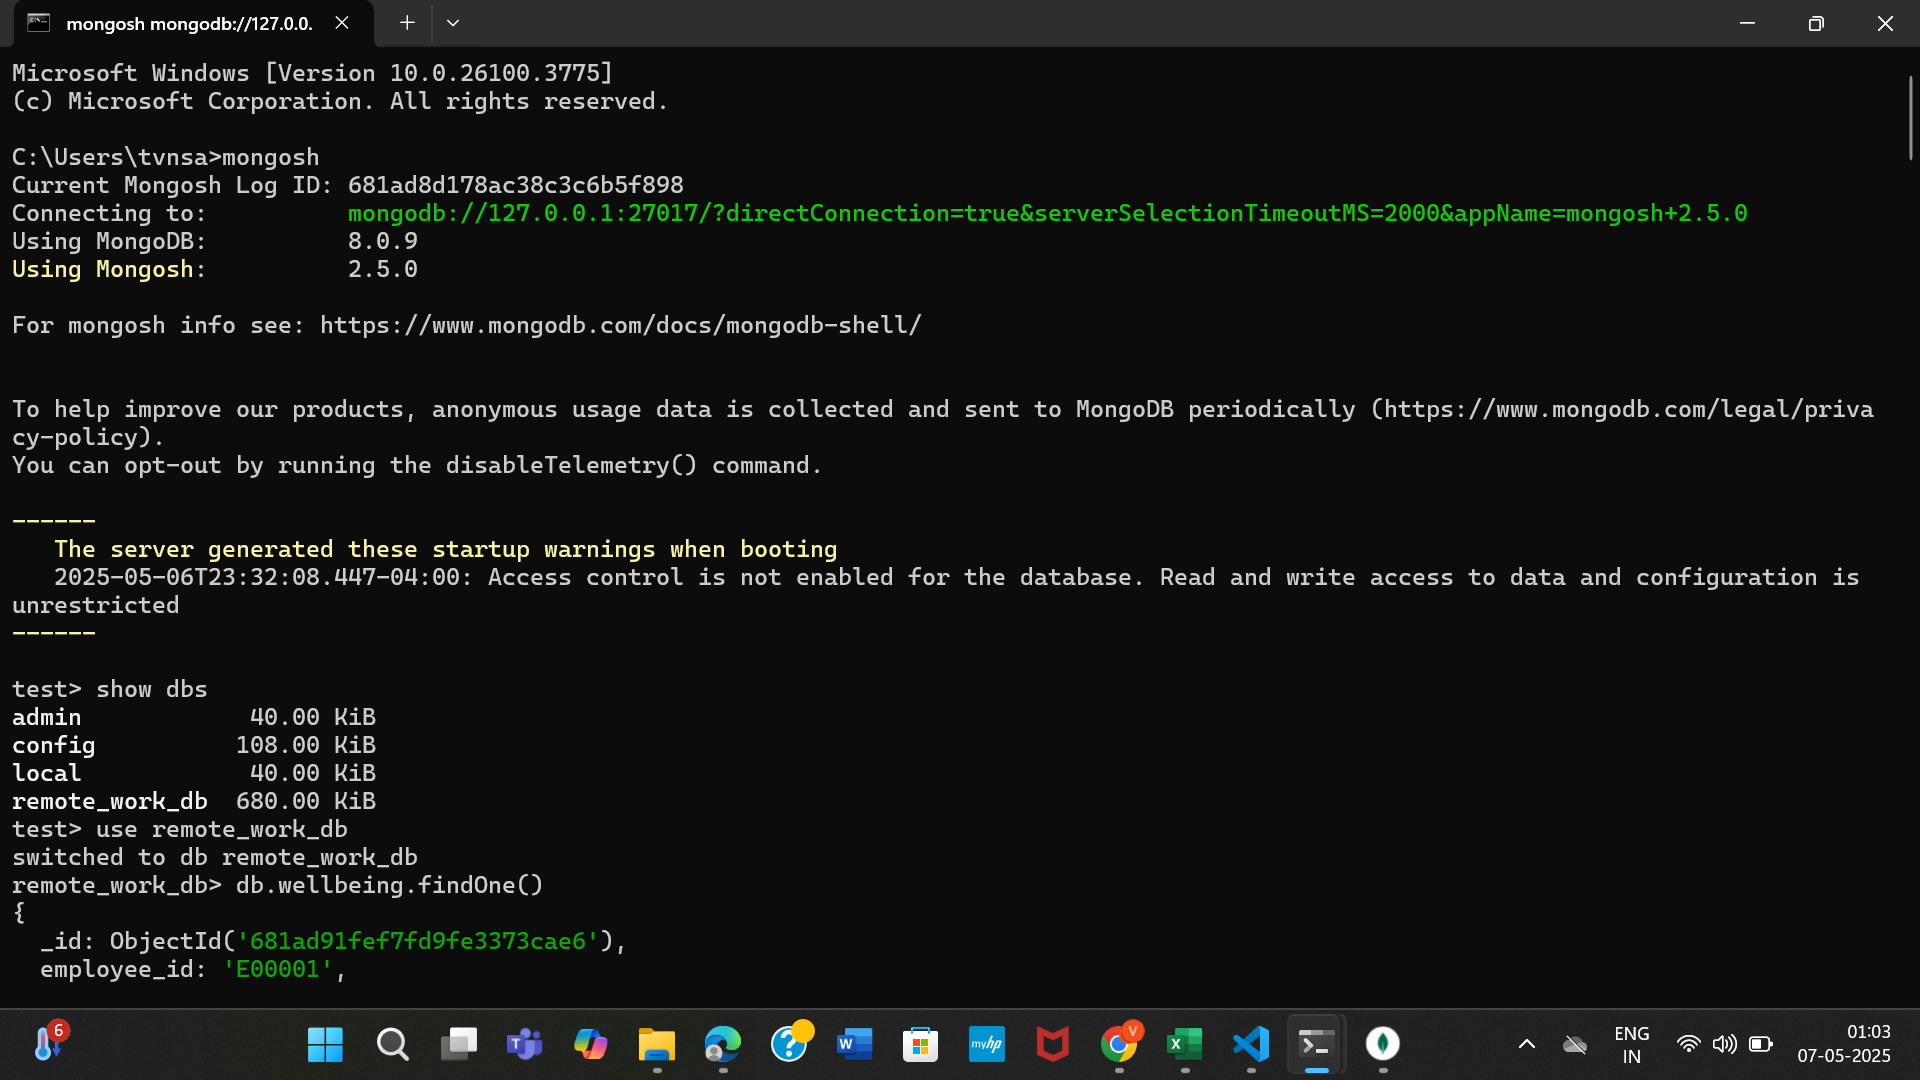 mongosh mongodb://127.0.0.
Microsoft Windows [Version 10.0.26100.3775]
(c) Microsoft Corporation. All rights reserved.
C:\Users\tvnsa>mongosh
Current Mongosh Log ID: 681ad8d178ac38c3c6b5f898
Connecting to:          mongodb://127.0.0.1:27017/?directConnection=true&serverSelectionTimeoutMS=2000&appName=mongosh+2.5.0
Using MongoDB:          8.0.9
Using Mongosh:          2.5.0
For mongosh info see: https://www.mongodb.com/docs/mongodb-shell/
To help improve our products, anonymous usage data is collected and sent to MongoDB periodically (https://www.mongodb.com/legal/priva
cy-policy).
You can opt-out by running the disableTelemetry() command.
------
   The server generated these startup warnings when booting
   2025-05-06T23:32:08.447-04:00: Access control is not enabled for the database. Read and write access to data and configuration is
unrestricted
------
test> show dbs
admin            40.00 KiB
config          108.00 KiB
local            40.00 KiB
remote_work_db  680.00 KiB
test> use remote_work_db
switched to db remote_work_db
remote_work_db> db.wellbeing.findOne()
{
  _id: ObjectId('681ad91fef7fd9fe3373cae6'),
  employee_id: 'E00001',
6
T
?
W
myhp
V
X
ENG
IN
01:03
07-05-2025